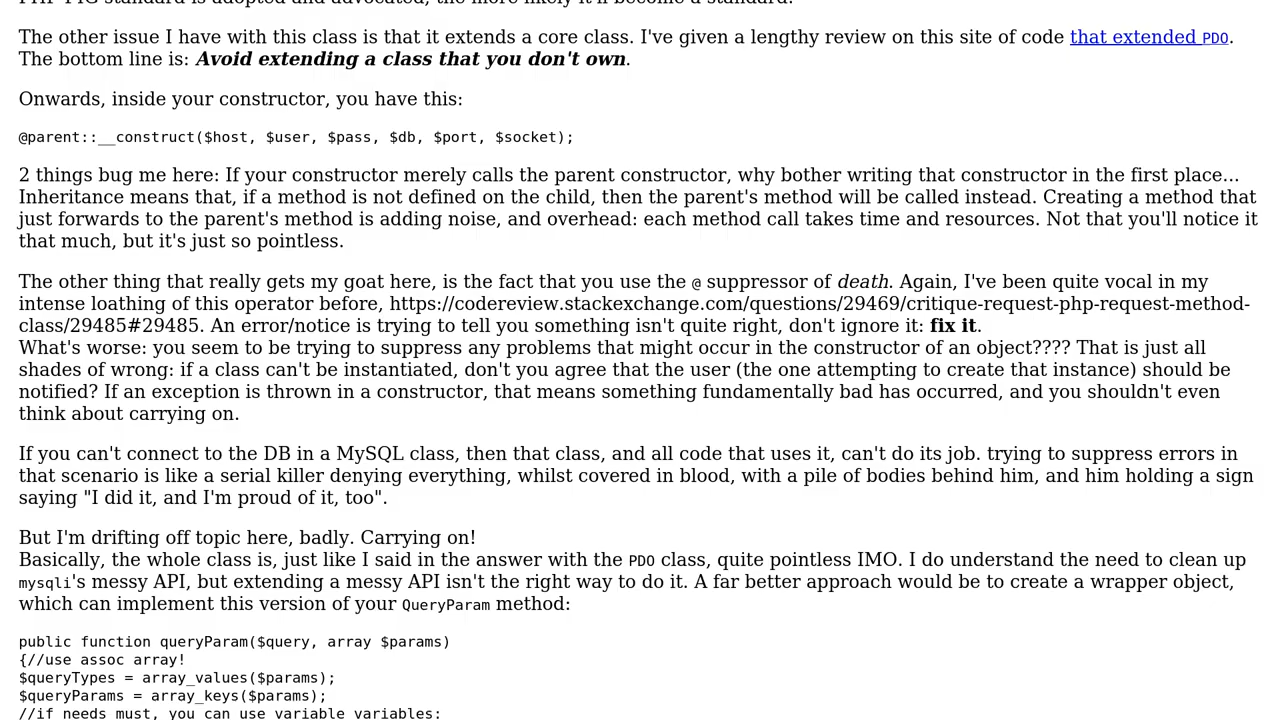 The other issue I have with this class is that it extends a core class. I've given a lengthy review on this site of code that extended PDO.
The bottom line is: Avoid extending a class that you don't own.
Onwards, inside your constructor, you have this:
@parent::__construct($host, $user, $pass, $db, $port, $socket);
2 things bug me here: If your constructor merely calls the parent constructor, why bother writing that constructor in the first place...
Inheritance means that, if a method is not defined on the child, then the parent's method will be called instead. Creating a method that
just forwards to the parent's method is adding noise, and overhead: each method call takes time and resources. Not that you'll notice it
that much, but it's just so pointless.
The other thing that really gets my goat here, is the fact that you use the @ suppressor of death. Again, I've been quite vocal in my
intense loathing of this operator before, https://codereview.stackexchange.com/questions/29469/critique-request-php-request-method-
class/29485#29485. An error/notice is trying to tell you something isn't quite right, don't ignore it: fix it.
What's worse: you seem to be trying to suppress any problems that might occur in the constructor of an object???? That is just all
shades of wrong: if a class can't be instantiated, don't you agree that the user (the one attempting to create that instance) should be
notified? If an exception is thrown in a constructor, that means something fundamentally bad has occurred, and you shouldn't even
think about carrying on.
If you can't connect to the DB in a MySQL class, then that class, and all code that uses it, can't do its job. trying to suppress errors in
that scenario is like a serial killer denying everything, whilst covered in blood, with a pile of bodies behind him, and him holding a sign
saying "I did it, and I'm proud of it, too".
But I'm drifting off topic here, badly. Carrying on!
Basically, the whole class is, just like I said in the answer with the PDO class, quite pointless IMO. I do understand the need to clean up
mysqli's messy API, but extending a messy API isn't the right way to do it. A far better approach would be to create a wrapper object,
which can implement this version of your QueryParam method:
public function queryParam($query, array $params)
{//use assoc array!
$queryTypes = array_values($params);
$queryParams = array_keys($params);
//if needs must, you can use variable variables: